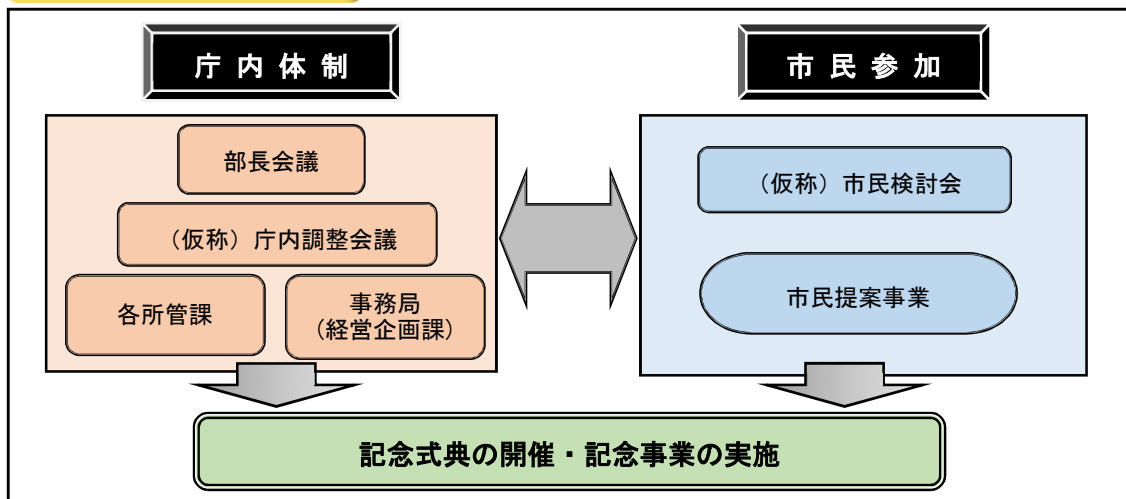 庁内体制
市民参加
部長会議
(仮称)庁内調整会議
各所管課
事務局
(経営企画課)
(仮称)市民検討会
市民提案事業
記念式典の開催・記念事業の実施